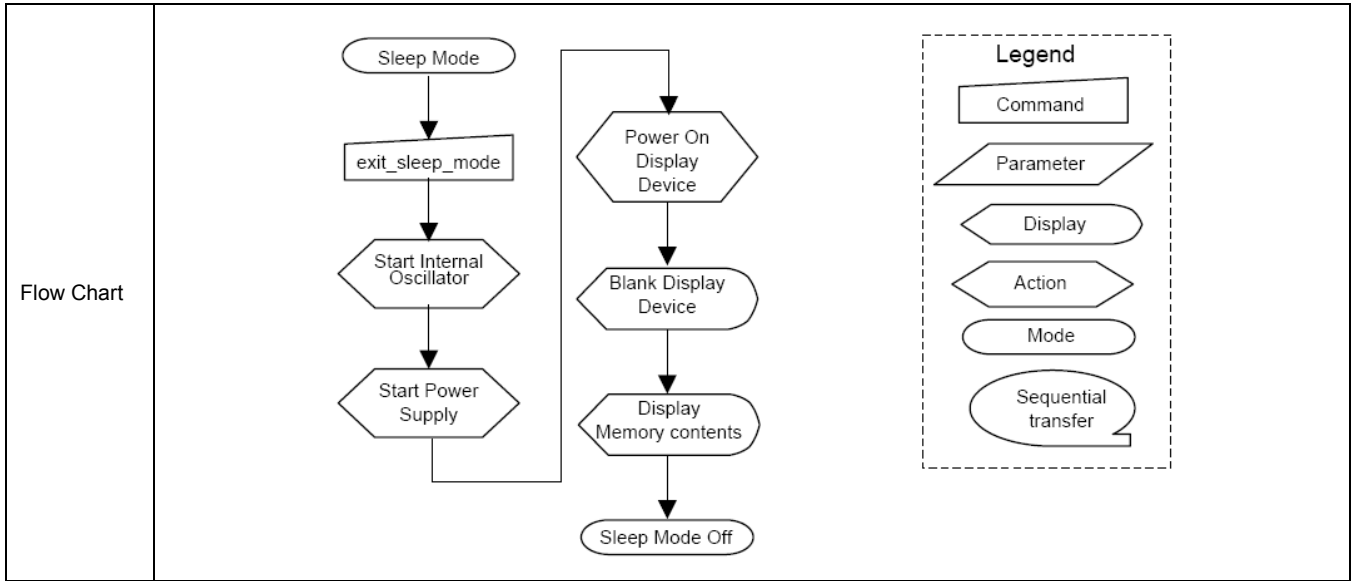 Flow Chart
Sleep Mode
exit_sleep_mode
Start Internal
Oscillator
Start Power
Supply
Power On
Display
Device
Blank Display
Device
Display
Memory contents
Sleep Mode Off
Legend
Command
Parameter
Display
Action
Mode
Sequential
transfer